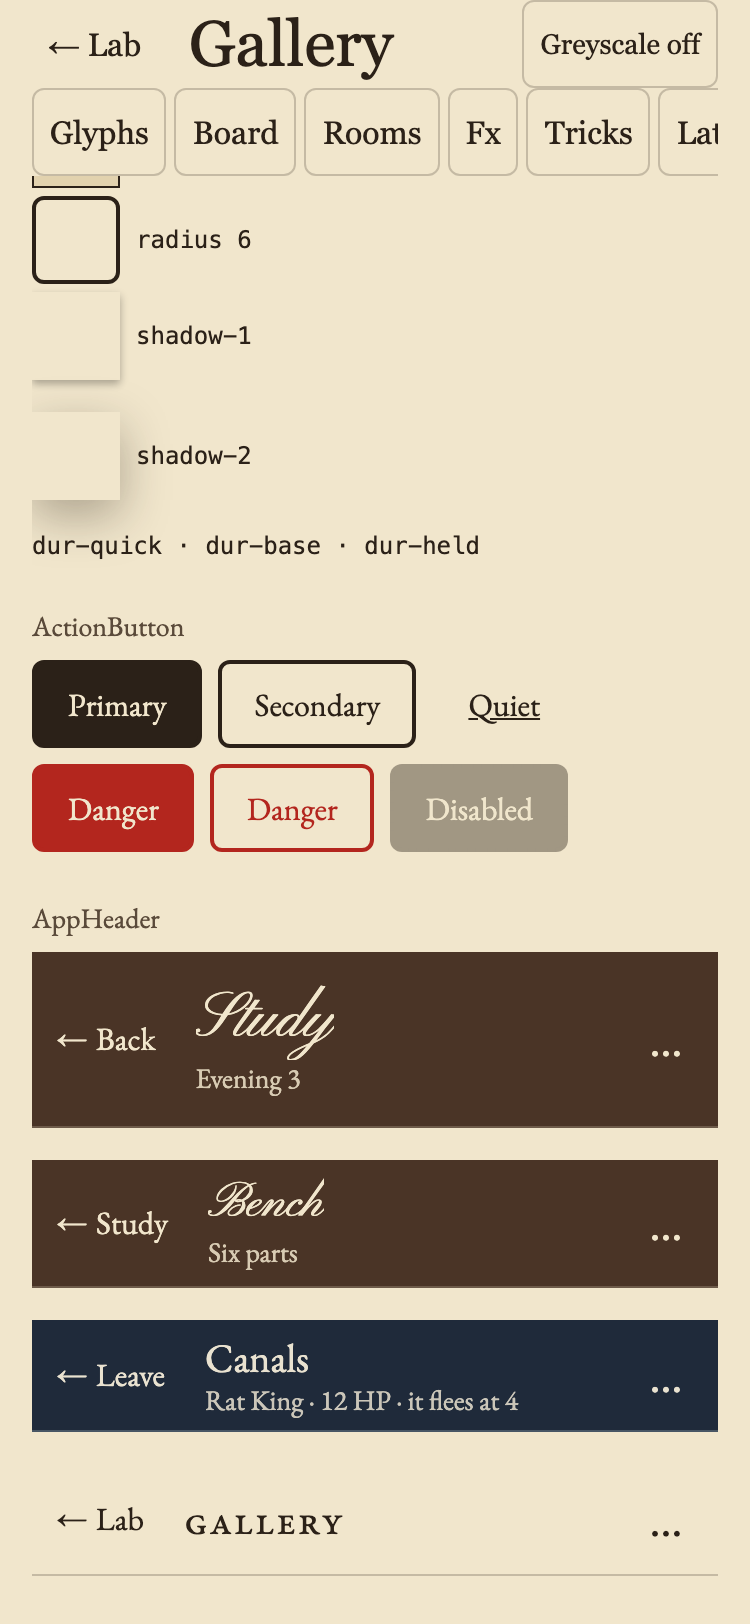 ← Lab Gallery Greyscale off
Glyphs Board Rooms Fx Tricks
radius 6
shadow-1
shadow-2
dur-quick · dur-base · dur-held
ActionButton
Primary Secondary Quiet
Danger Danger Disabled
AppHeader
← Back Study ...
Evening 3
← Study Bench ...
Six parts
← Leave Canals ...
Rat King · 12 HP · it flees at 4
← Lab GALLERY ...